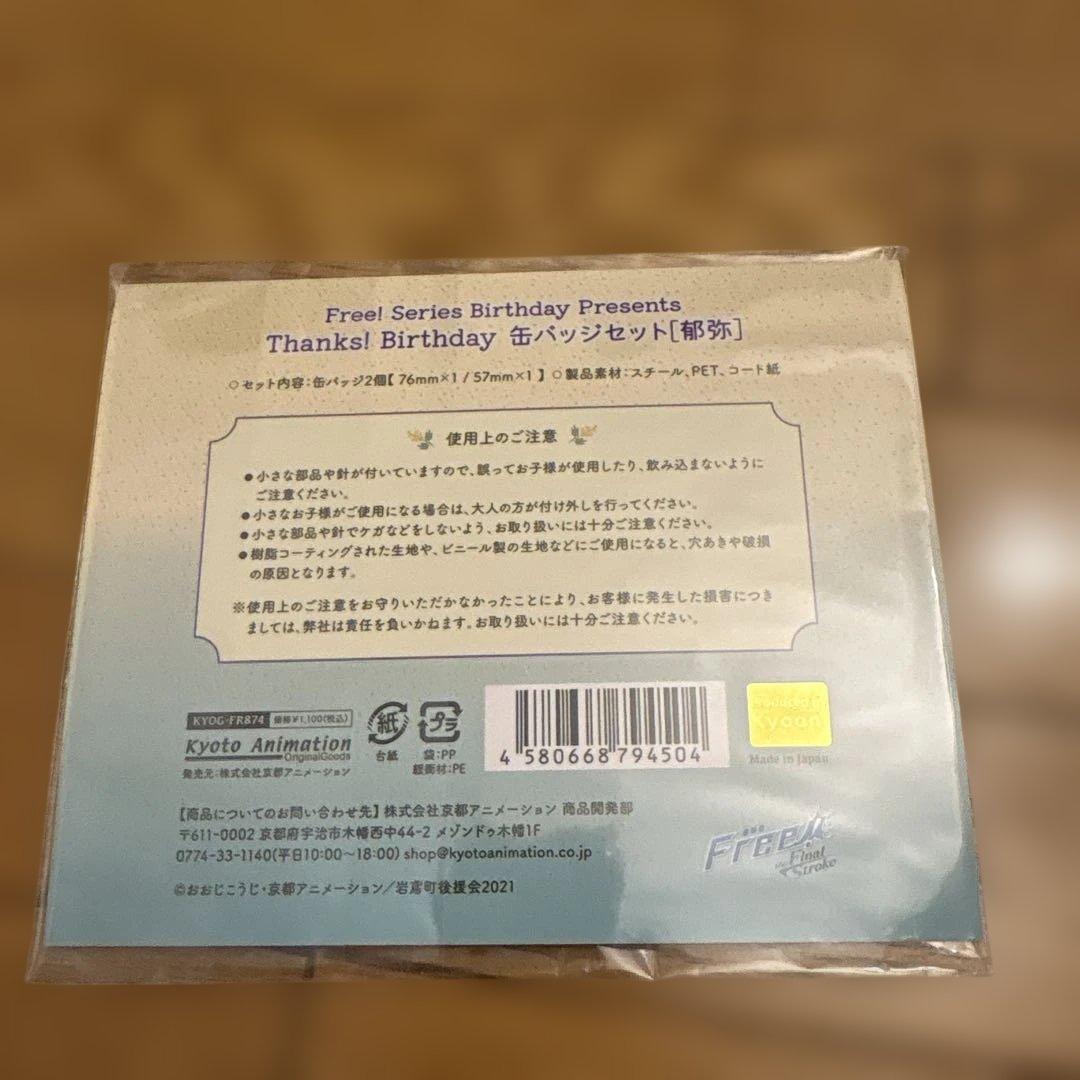 Free! Series Birthday Presents
Thanks! Birthday 缶バッジセット[郁弥]
○セット内容:缶バッジ2個【 76mm×1 / 57mm×1 】 ○製品素材:スチール、PET、コート紙
使用上のご注意
●小さな部品や針が付いていますので、誤ってお子様が使用したり、飲み込まないように
ご注意ください。
●小さなお子様がご使用になる場合は、大人の方が付け外しを行ってください。
●小さな部品や針でケガなどをしないよう、お取り扱いには十分ご注意ください。
●樹脂コーティングされた生地や、ビニール製の生地などにご使用になると、穴あきや破損
の原因となります。
※使用上のご注意をお守りいただかなかったことにより、お客様に発生した損害につき
ましては、弊社は責任を負いかねます。お取り扱いには十分ご注意ください。
KYOG-FR874 価格¥1,100(税込)
Kyoto Animation
OriginalGoods
発売元:株式会社京都アニメーション
紙
台紙
プラ
袋:PP
緩衝材:PE
4 580668 794504
Produced by
Kyoani
Made in Japan
【商品についてのお問い合わせ先】株式会社京都アニメーション 商品開発部
〒611-0002 京都府宇治市木幡西中44-2 メゾンドゥ木幡1F
0774-33-1140(平日10:00〜18:00) shop@kyotoanimation.co.jp
©おおじこうじ・京都アニメーション/岩鳶町後援会2021
Free!
the Final
Stroke